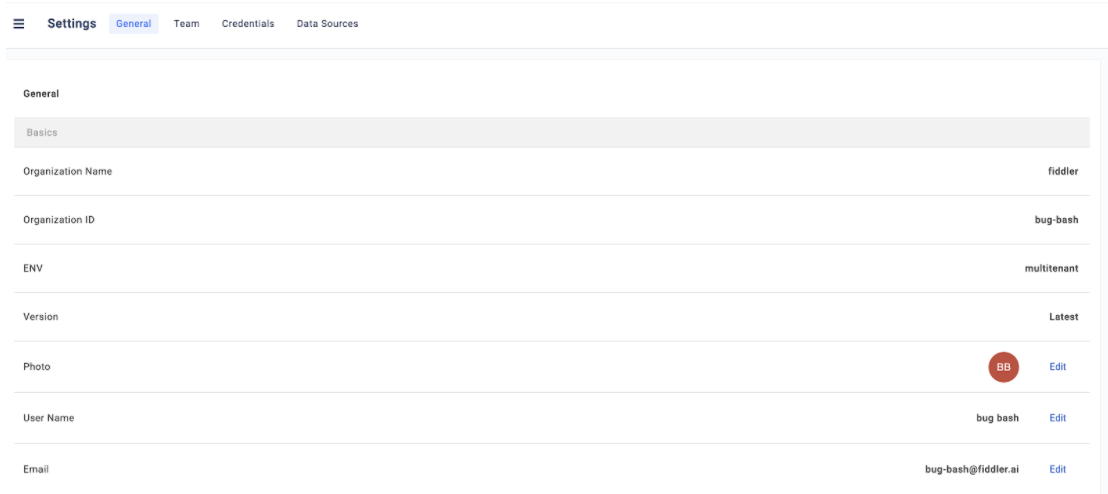 Settings General Team Credentials Data Sources
General
Basics
Organization Name fiddler
Organization ID bug-bash
ENV multitenant
Version Latest
Photo BB Edit
User Name bug bash Edit
Email bug-bash@fiddler.ai Edit